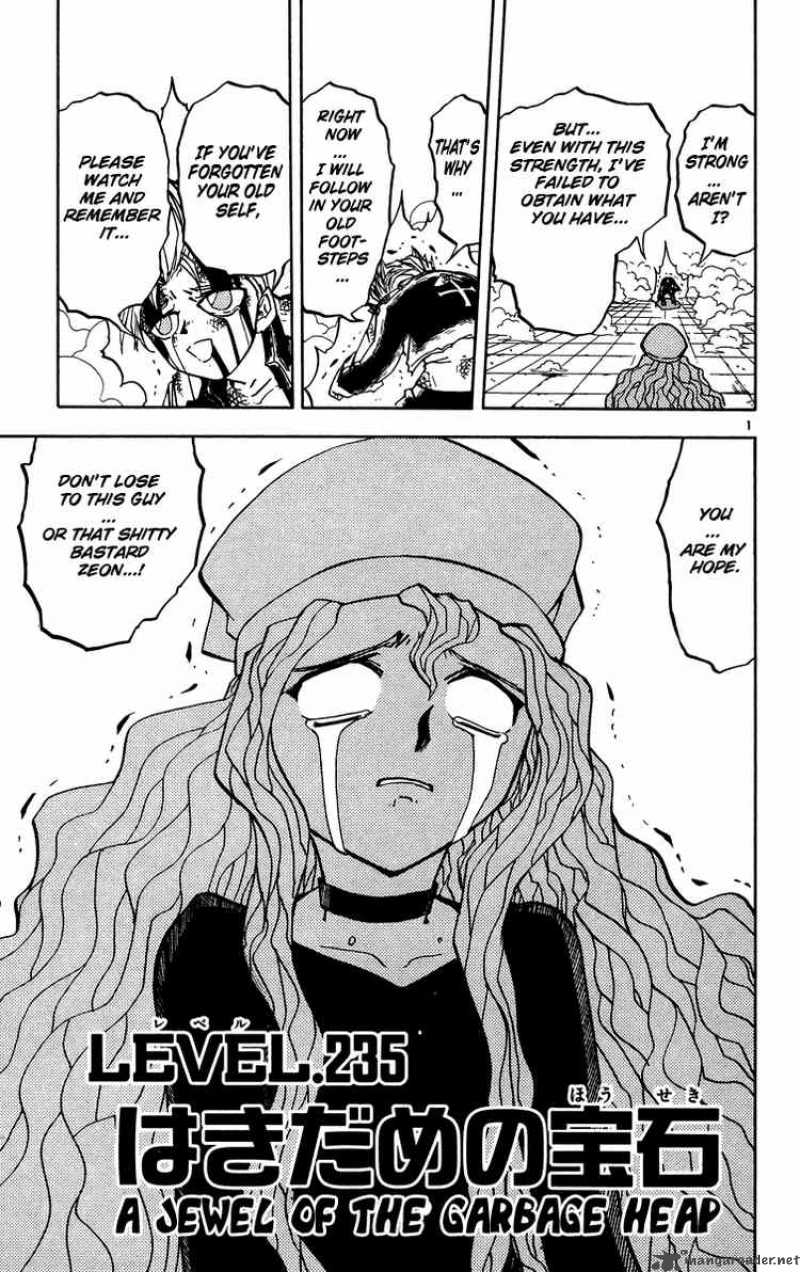 I'M
STRONG
...
AREN'T
I?
BUT...
EVEN WITH THIS
STRENGTH, I'VE
FAILED TO
OBTAIN WHAT
YOU HAVE...
THAT'S
WHY
...
RIGHT
NOW
...
I WILL
FOLLOW
IN YOUR
OLD
FOOT-
STEPS
...
IF YOU'VE
FORGOTTEN
YOUR OLD
SELF,
PLEASE
WATCH
ME AND
REMEMBER
IT...
1
YOU
...
ARE MY
HOPE.
DON'T LOSE
TO THIS GUY
...
OR THAT SHITTY
BASTARD
ZEON...!
レベル
LEVEL.235
ほうせき
はきだめの宝石
A JEWEL OF THE GARBAGE HEAP
mangareader.net